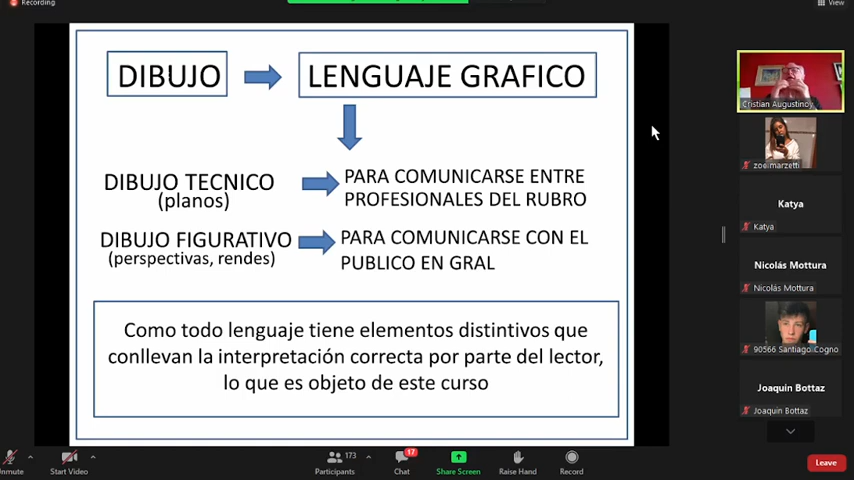 Recording
View
DIBUJO
LENGUAJE GRAFICO
DIBUJO TECNICO
(planos)
PARA COMUNICARSE ENTRE
PROFESIONALES DEL RUBRO
DIBUJO FIGURATIVO
(perspectivas, rendes)
PARA COMUNICARSE CON EL
PUBLICO EN GRAL
Como todo lenguaje tiene elementos distintivos que
conllevan la interpretación correcta por parte del lector,
lo que es objeto de este curso
Cristian Augustinoy
zoelmarzetti
Katya
Katya
Nicolás Mottura
Nicolás Mottura
90566 Santiago Cogno
Joaquin Bottaz
Joaquin Bottaz
Unmute
Start Video
173
Participants
17
Chat
Share Screen
Raise Hand
Record
Leave